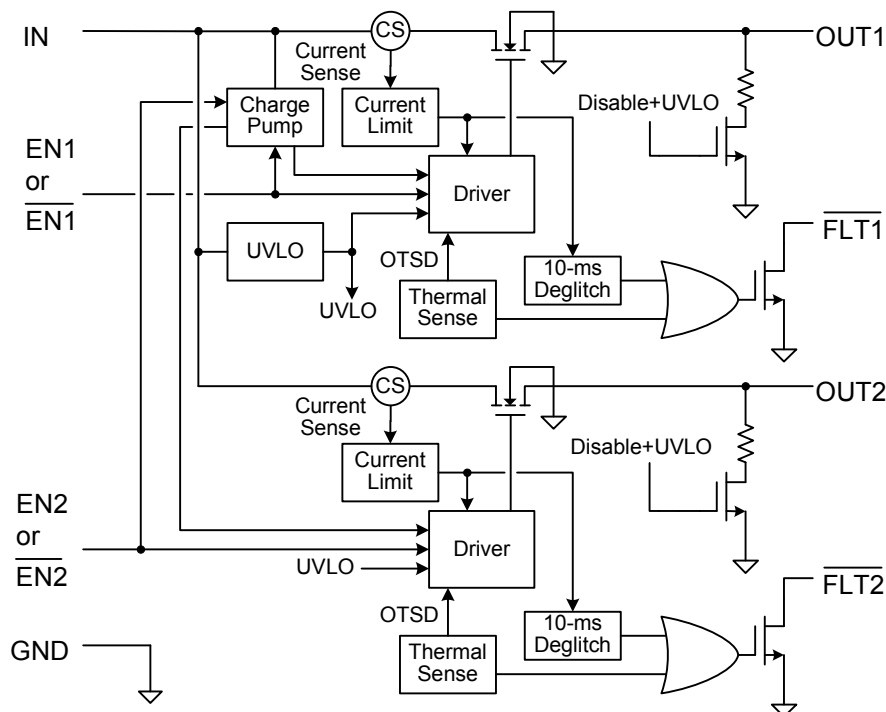 IN
CS
OUT1
Current
Sense
Charge
Pump
Current
Limit
Disable+UVLO
EN1
or
EN1
Driver
FLT1
UVLO
OTSD
10-ms
Deglitch
UVLO
Thermal
Sense
CS
OUT2
Current
Sense
Current
Limit
Disable+UVLO
EN2
or
EN2
Driver
UVLO
FLT2
OTSD
10-ms
Deglitch
GND
Thermal
Sense